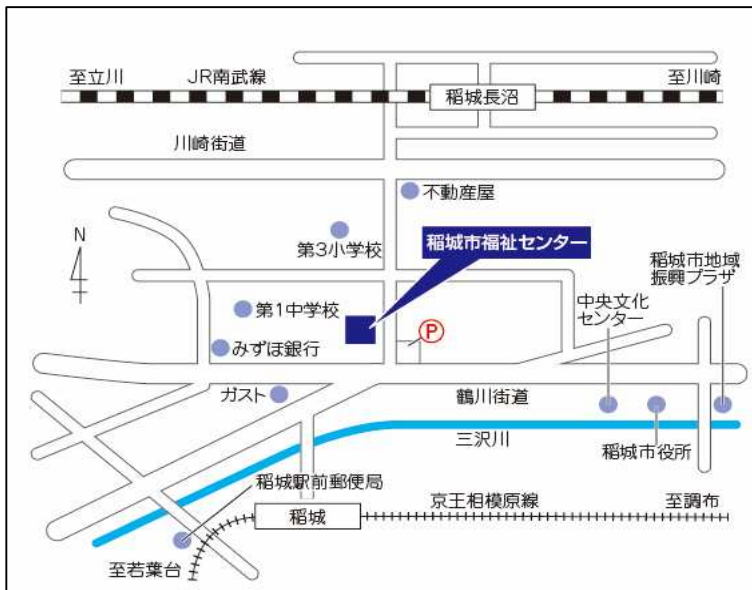 至立川
JR南武線
稲城長沼
至川崎
川崎街道
不動産屋
N
第3小学校
稲城市福祉センター
稲城市地域
振興プラザ
中央文化
センター
第1中学校
P
みずほ銀行
ガスト
鶴川街道
三沢川
稲城市役所
稲城駅前郵便局
稲城
京王相模原線
至調布
至若葉台